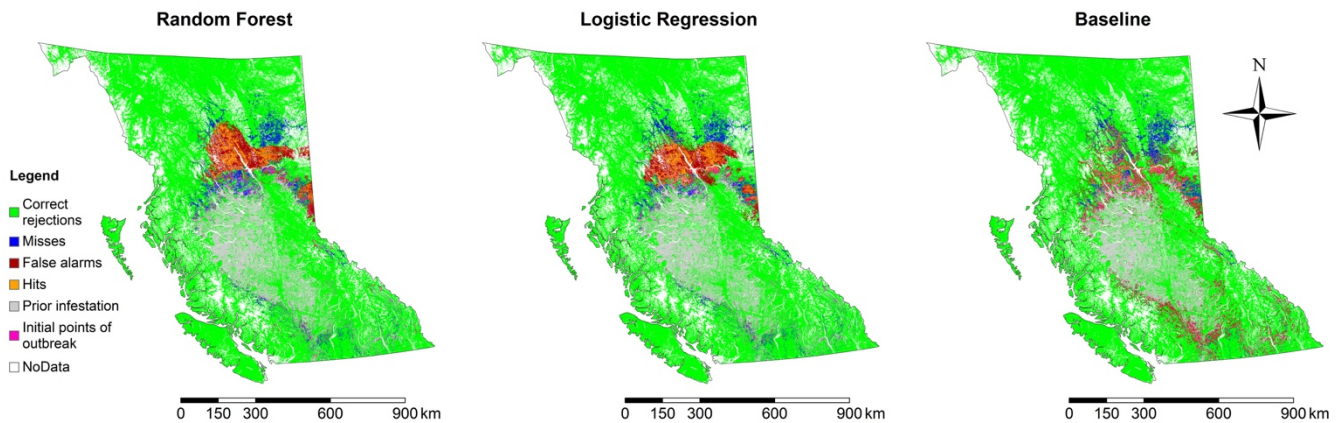 Random Forest
Logistic Regression
Baseline
N
Legend
Correct
rejections
Misses
False alarms
Hits
Prior infestation
Initial points of
outbreak
NoData
0 150 300 600 900 km
0 150 300 600 900 km
0 150 300 600 900 km